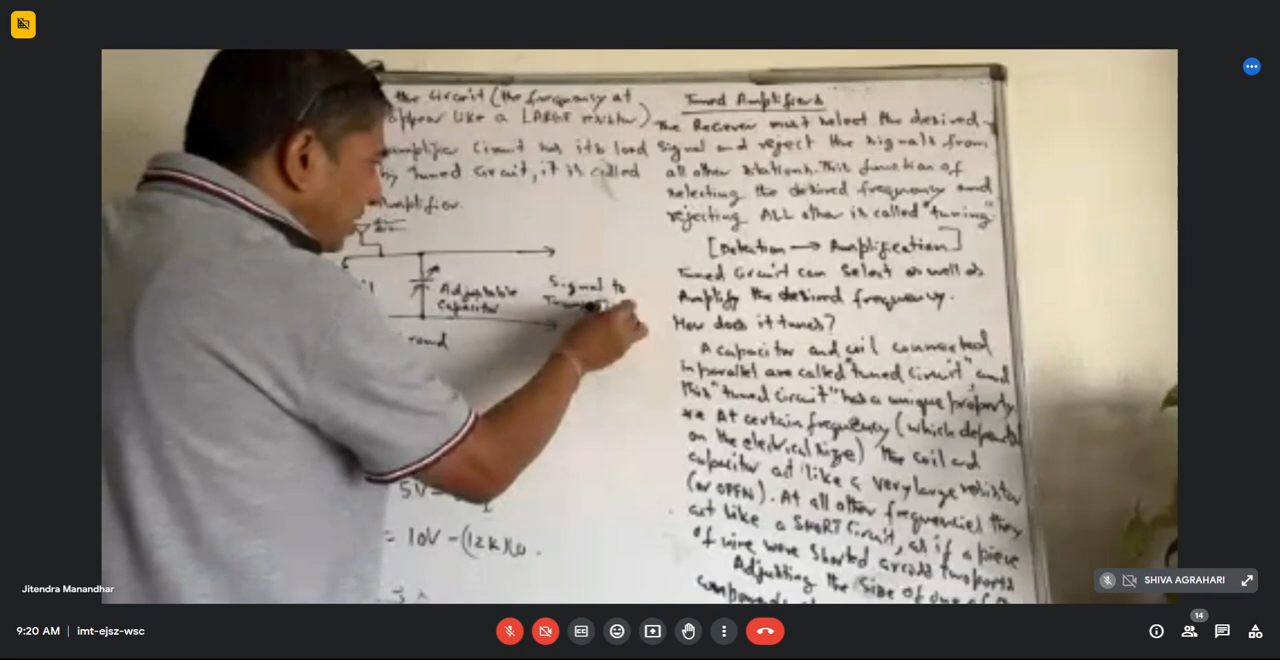 the circuit (the frequency at
appear like a LARGE resistor)
amplifier circuit has its load
by tuned circuit, it is called
Amplifier.
Adjustable
Capacitor
Signal to
5V =
= 10V - (12k)(
Tuned Amplifiers
The Reciever must select the desired
signal and reject the signals from
all other stations. This function of
selecting the desired frequency and
rejecting ALL other is called "tuning"
[Detection → Amplification]
Tuned Circuit can Select as well as
Amplify the desired frequency.
How does it tunes?
A capacitor and coil connected
in parallel are called "tuned circuit" and
this "tuned circuit" has a unique property.
** At certain frequency (which depends
on the electrical size) the coil and
capacitor act like a very large resistor
(or OPEN). At all other frequencies they
act like a SHORT Circuit, as if a piece
of wire were shorted across two ports
Adjusting the size of one of
Jitendra Manandhar
SHIVA AGRAHARI
14
9:20 AM | imt-ejsz-wsc